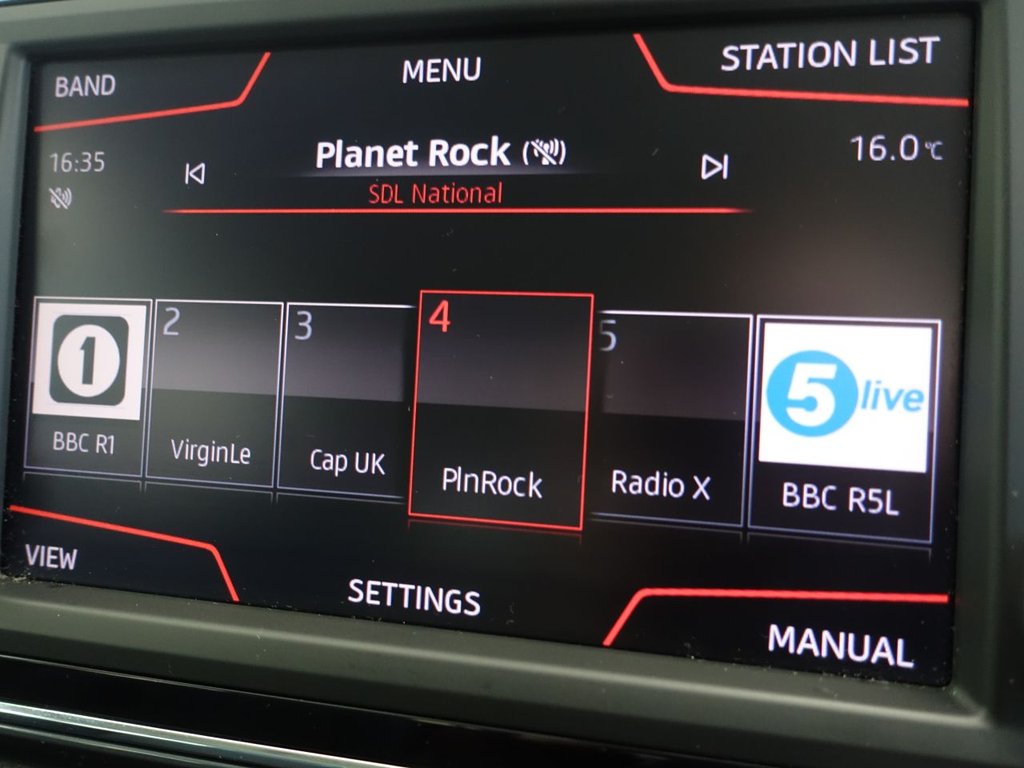 BAND
MENU
STATION LIST
16:35
Planet Rock
16.0 °C
SDL National
1
2
3
4
5
5 live
BBC R1
VirginLe
Cap UK
PlnRock
Radio X
BBC R5L
VIEW
SETTINGS
MANUAL